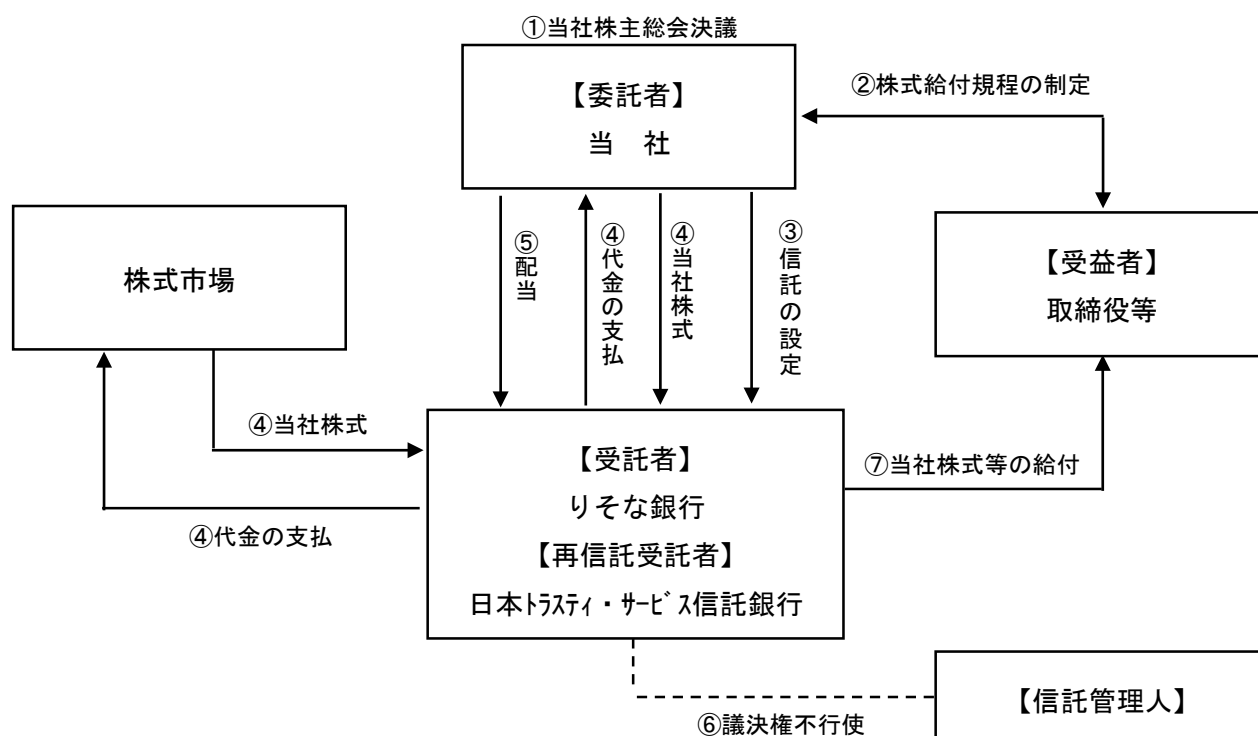 ①当社株主総会決議
【委託者】
当　社
②株式給付規程の制定
株式市場
⑤配当
④代金の支払
④当社株式
③信託の設定
【受益者】
取締役等
④当社株式
④代金の支払
【受託者】
りそな銀行
【再信託受託者】
日本ﾄﾗｽﾃｨ・ｻｰﾋﾞｽ信託銀行
⑦当社株式等の給付
⑥議決権不行使
【信託管理人】